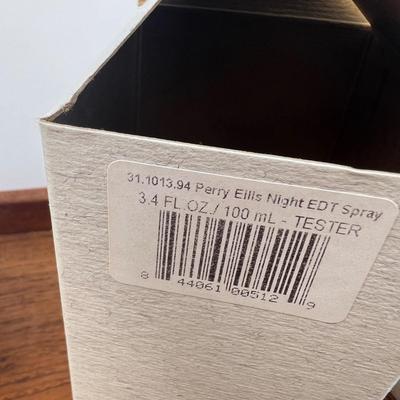 31.1013.94 Perry Ellis Night EDT Spray
3.4 FL.OZ./ 100 mL - TESTER
8 44061 00512 9